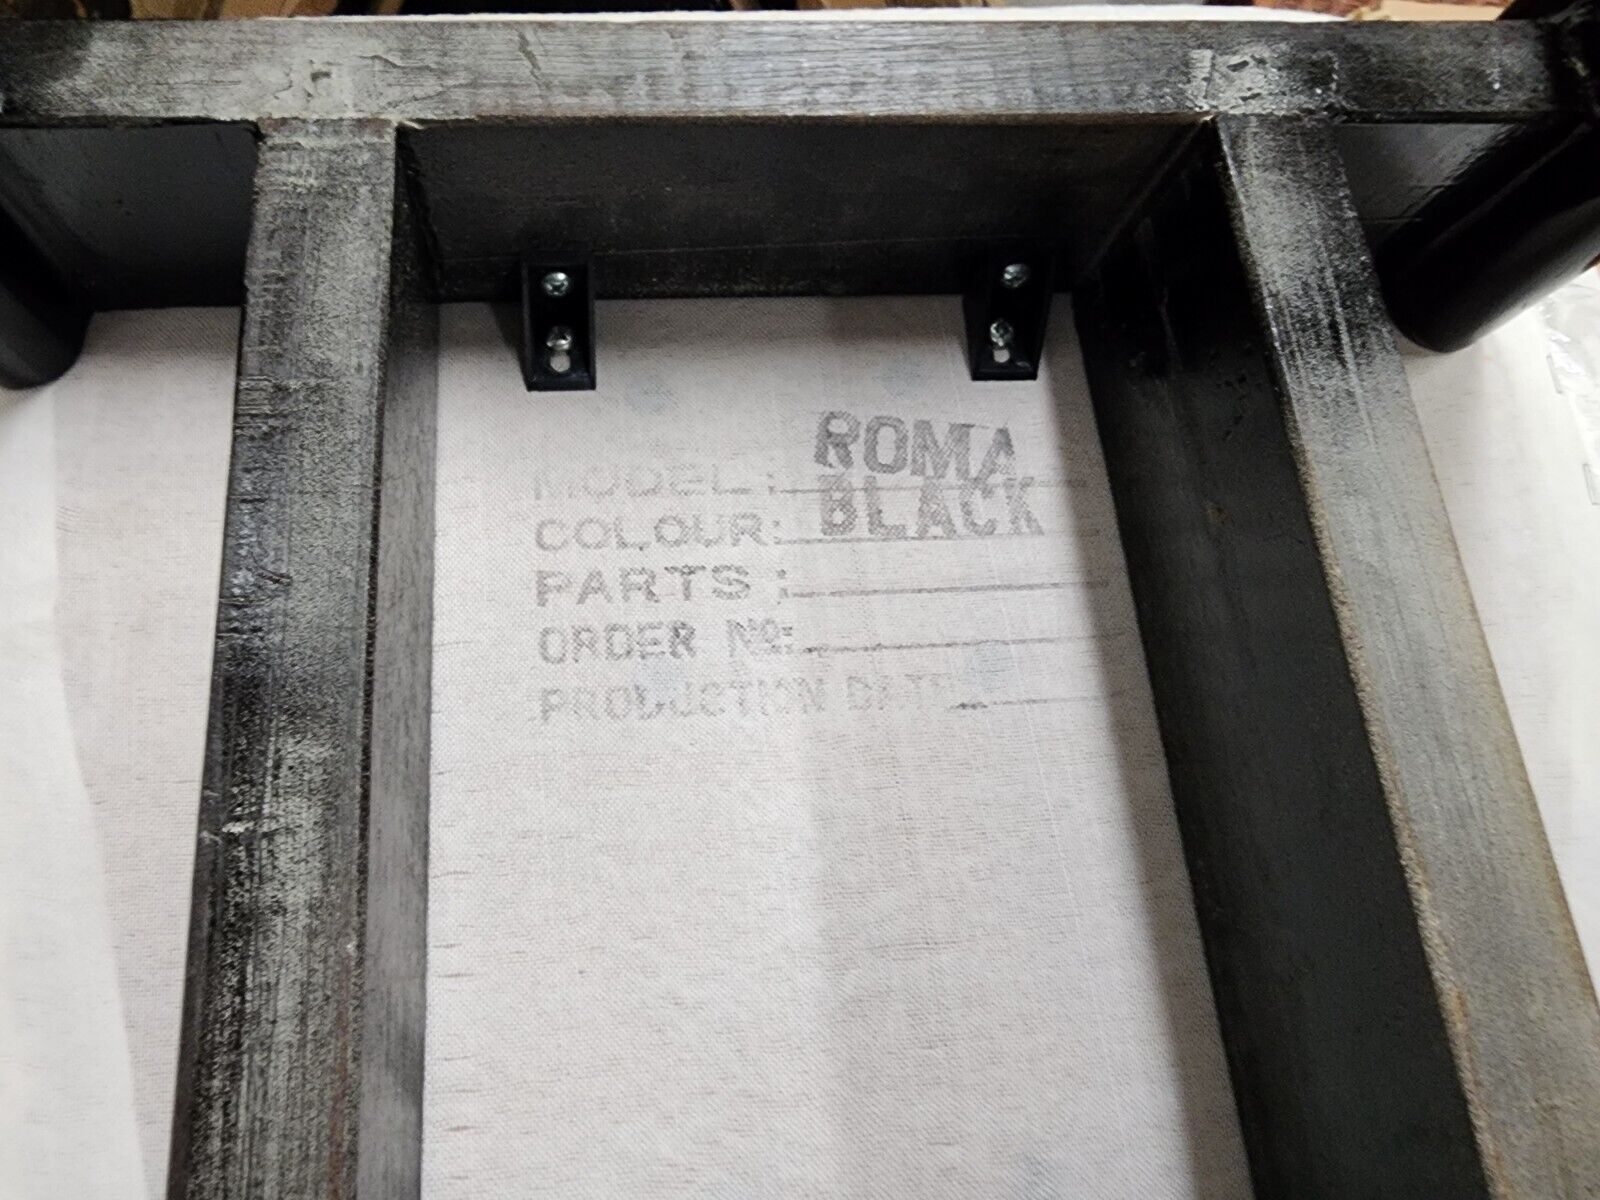 MODEL: ROMA
COLOUR: BLACK
PARTS :
ORDER Nº:
PRODUCTION DATE